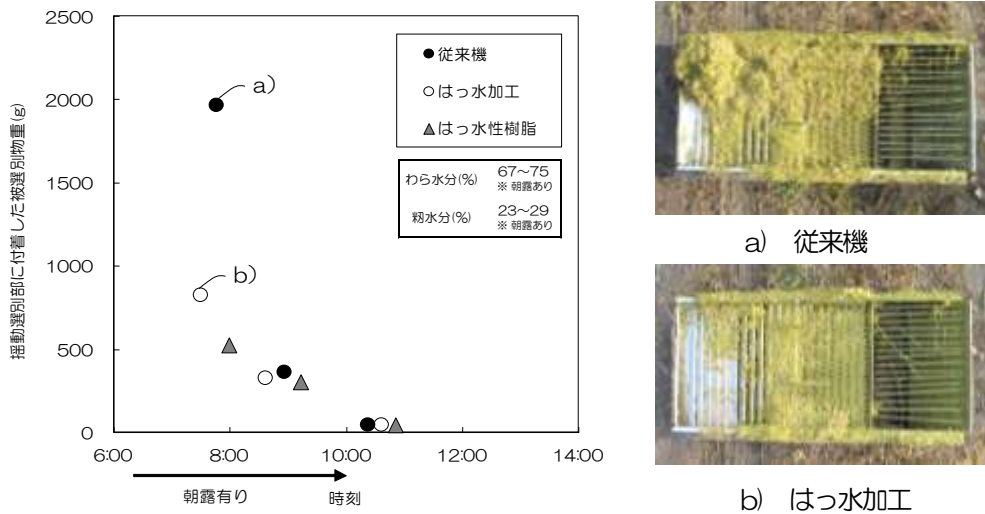 揺動選別部に付着した被選別物重(g)
2500
2000
1500
1000
500
0
6:00 8:00 10:00 12:00 14:00
朝露有り
時刻
従来機
はっ水加工
はっ水性樹脂
わら水分(%) 67~75
※ 朝露あり
籾水分(%) 23~29
※ 朝露あり
a)
b)
a) 従来機
b) はっ水加工